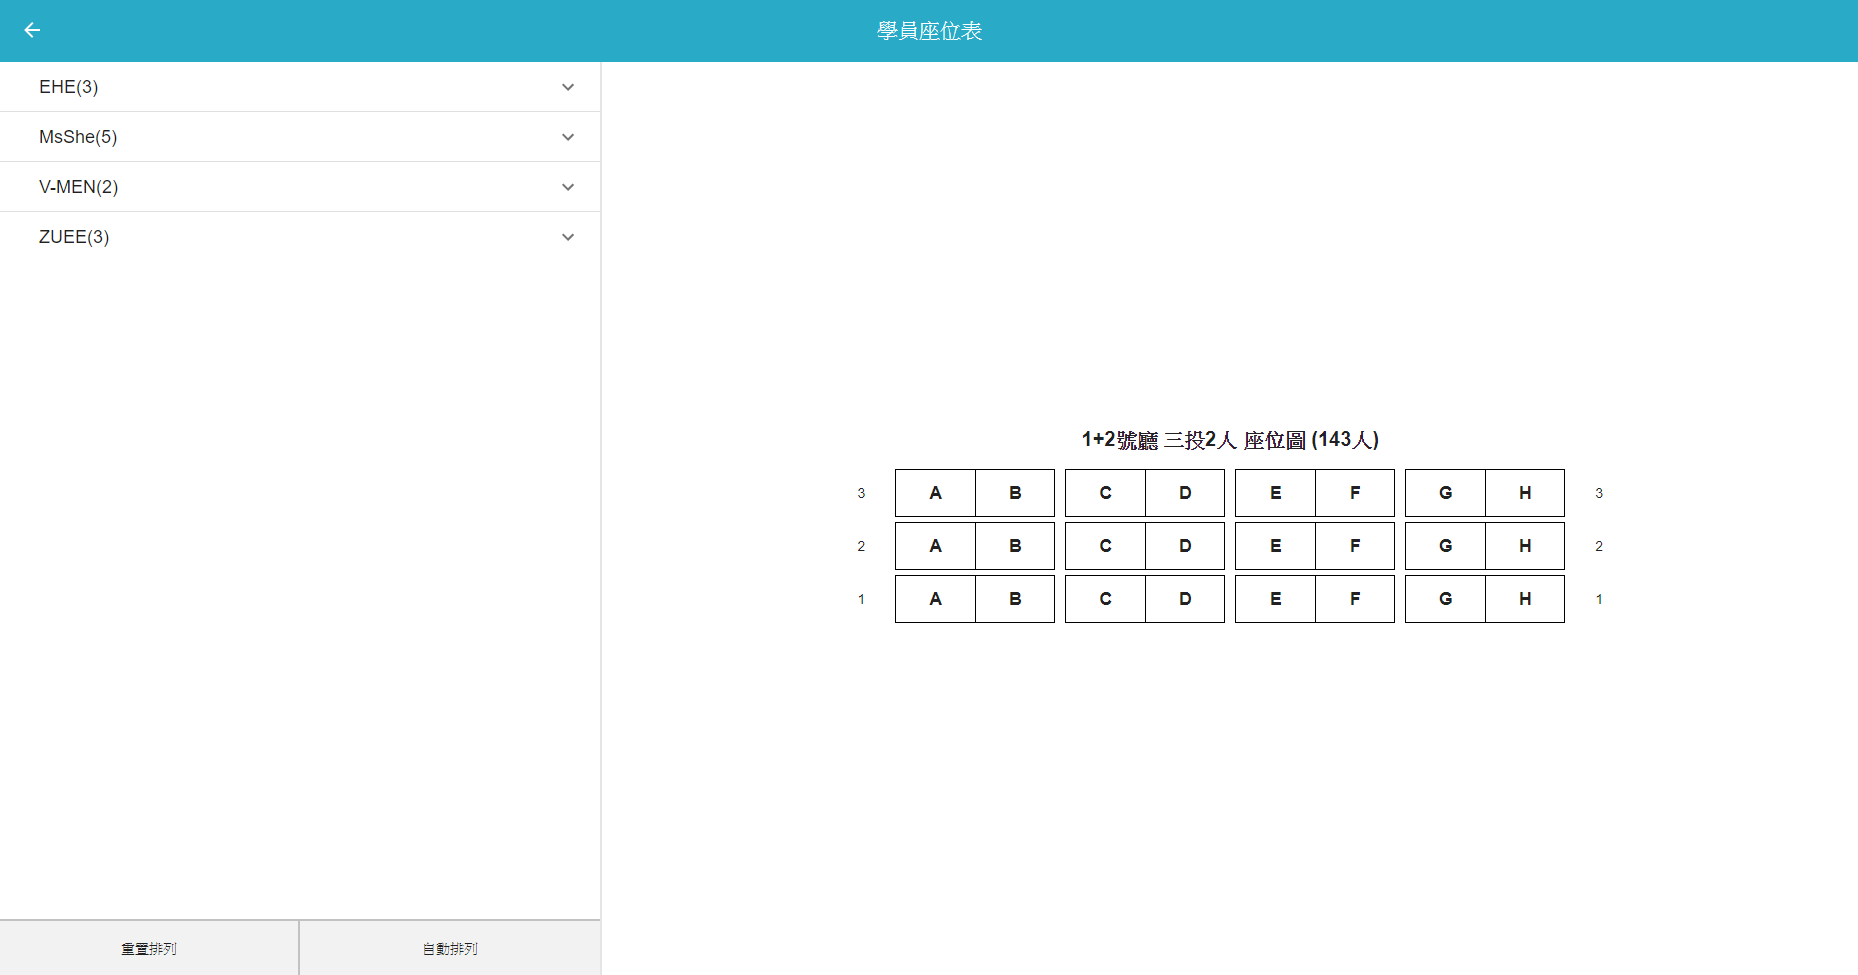 學員座位表
EHE(3)
MsShe(5)
V-MEN(2)
ZUEE(3)
重置排列
自動排列
1+2號廳 三投2人 座位圖 (143人)
3 A B C D E F G H 3
2 A B C D E F G H 2
1 A B C D E F G H 1